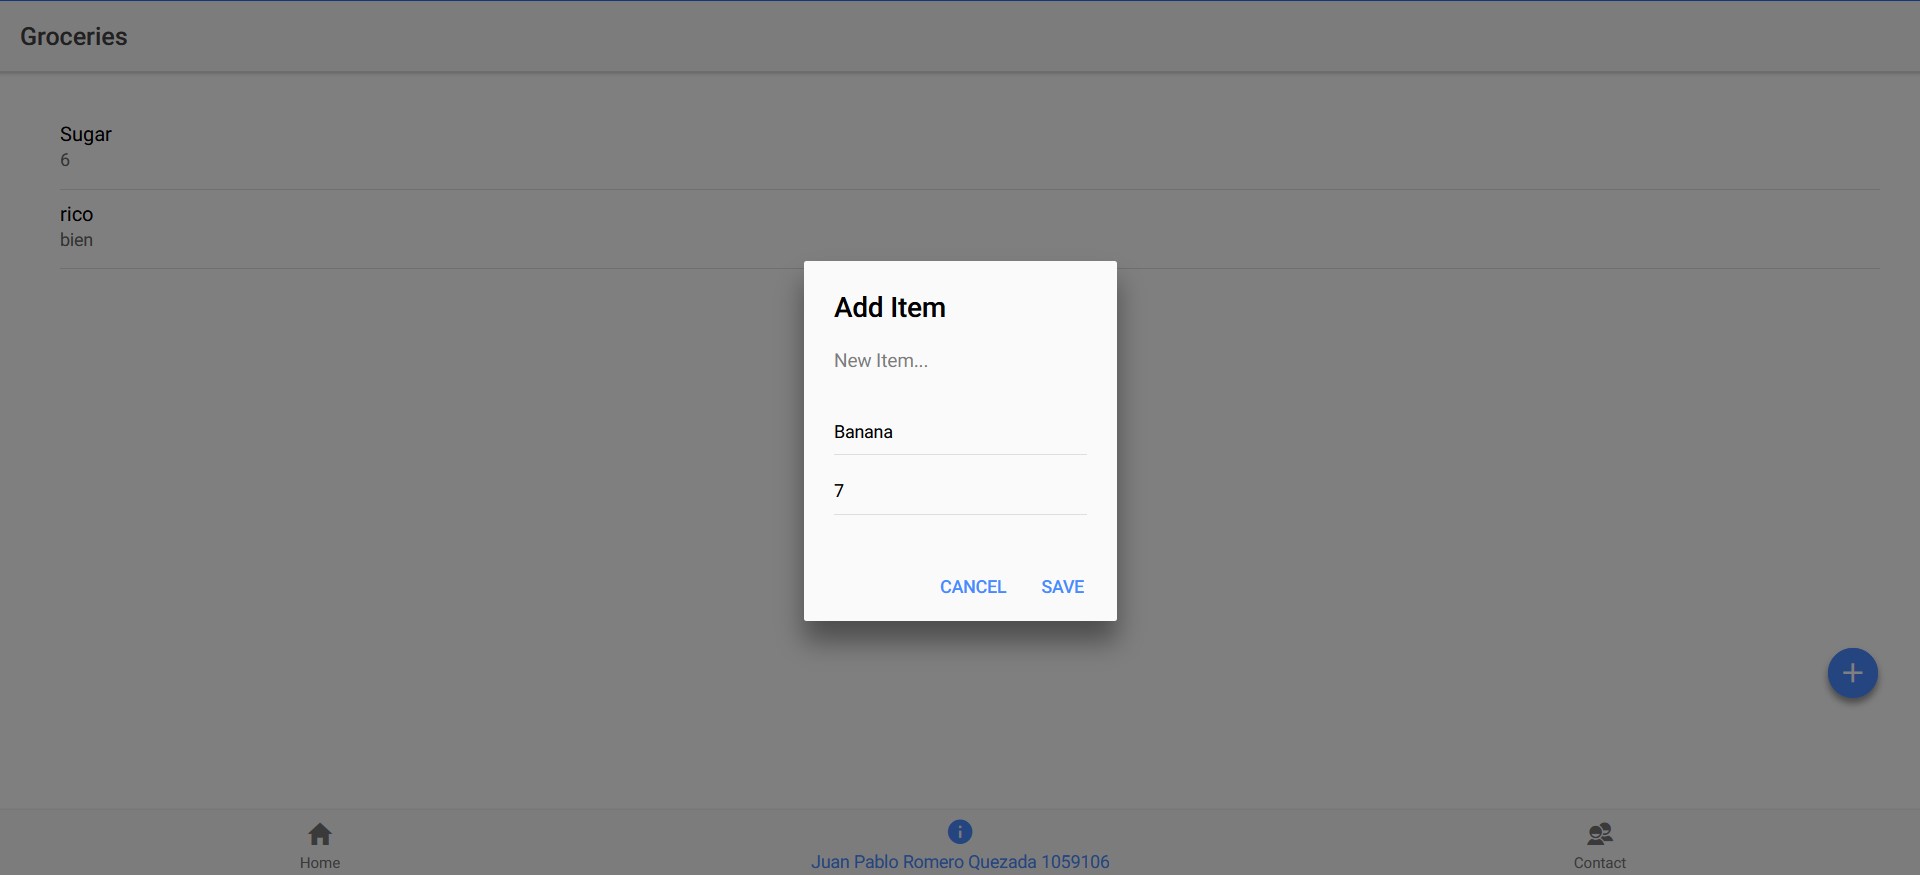 Groceries
Sugar
6
rico
bien
Add Item
New Item...
Banana
7
CANCEL SAVE
Home
Juan Pablo Romero Quezada 1059106
Contact